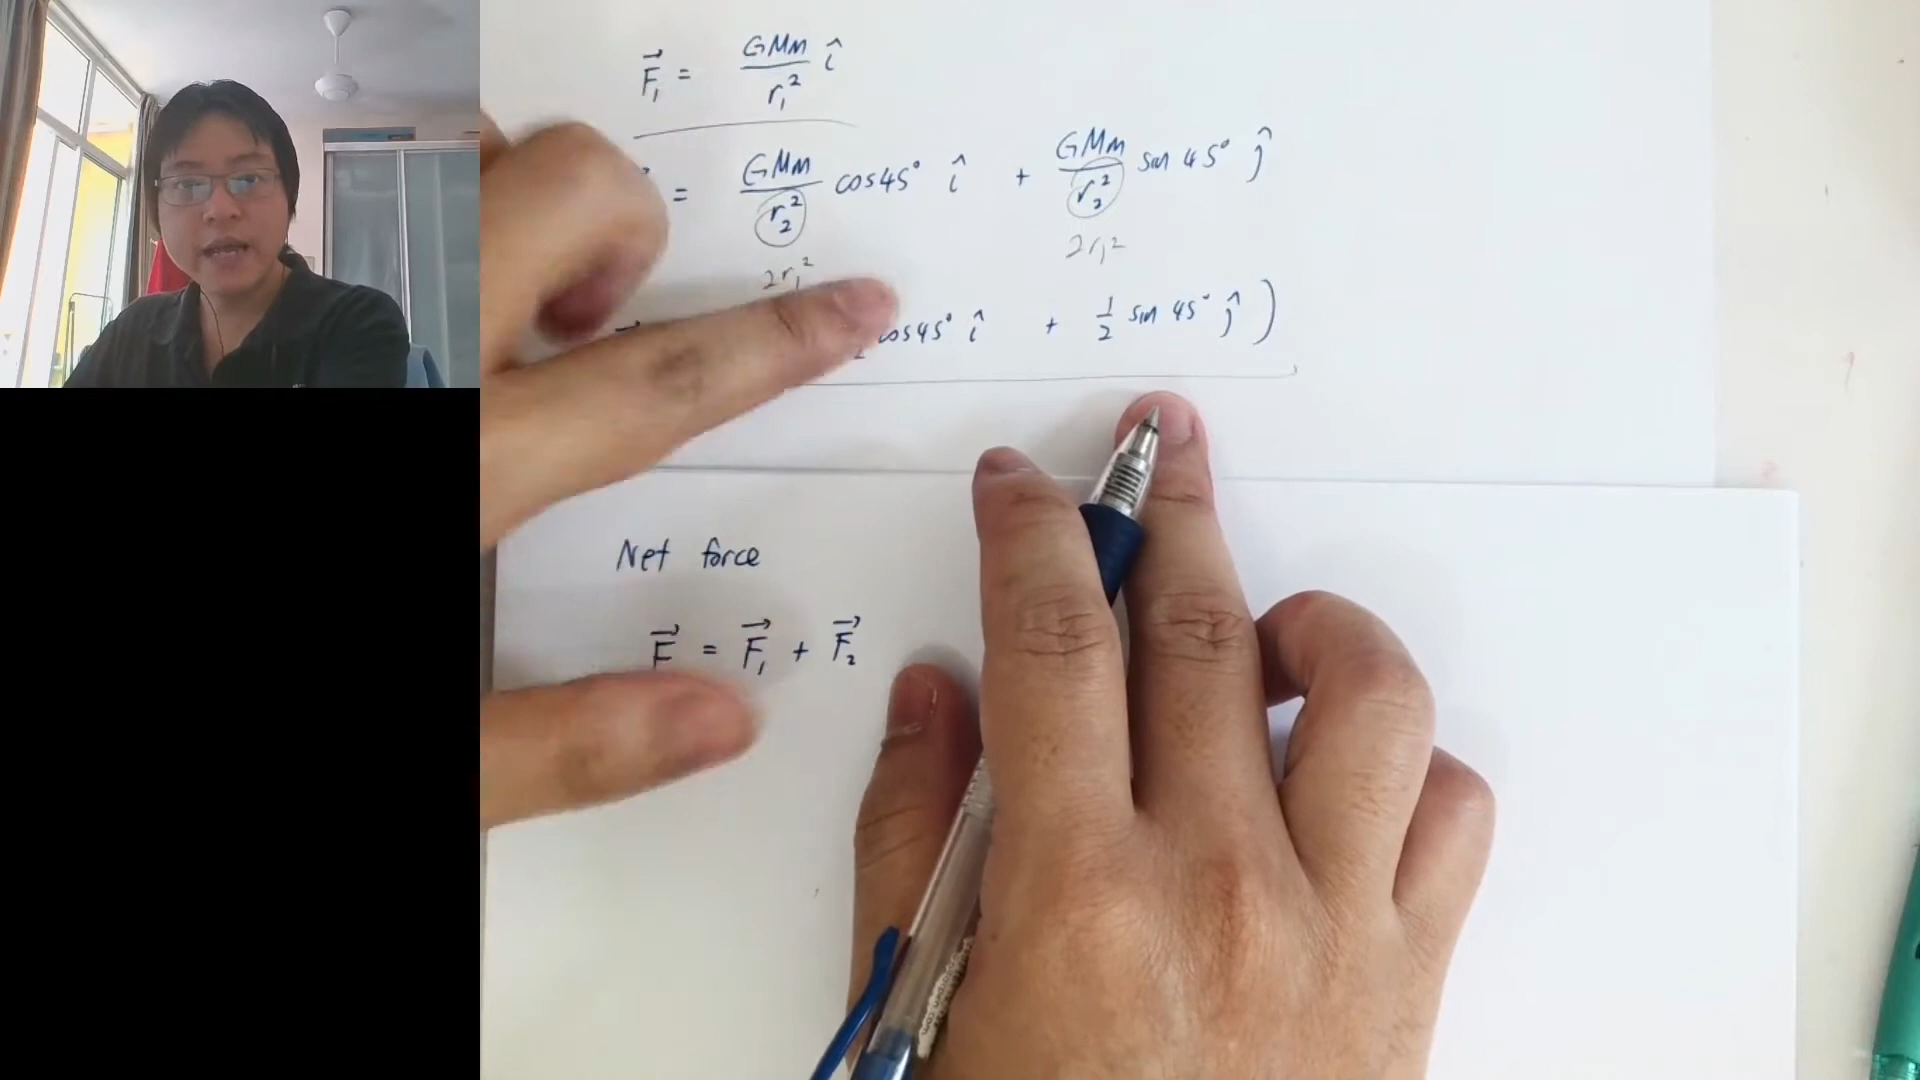 F⃗₁ = GMm/r₁² î
= GMm/r₂² cos45° î + GMm/r₂² sin 45° ĵ
2r₁² 2r₁²
cos45° î + 1/2 sin 45° ĵ )
Net force
F⃗ = F⃗₁ + F⃗₂